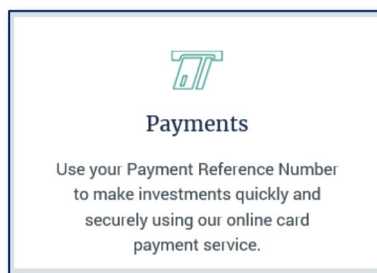 Payments
Use your Payment Reference Number
to make investments quickly and
securely using our online card
payment service.